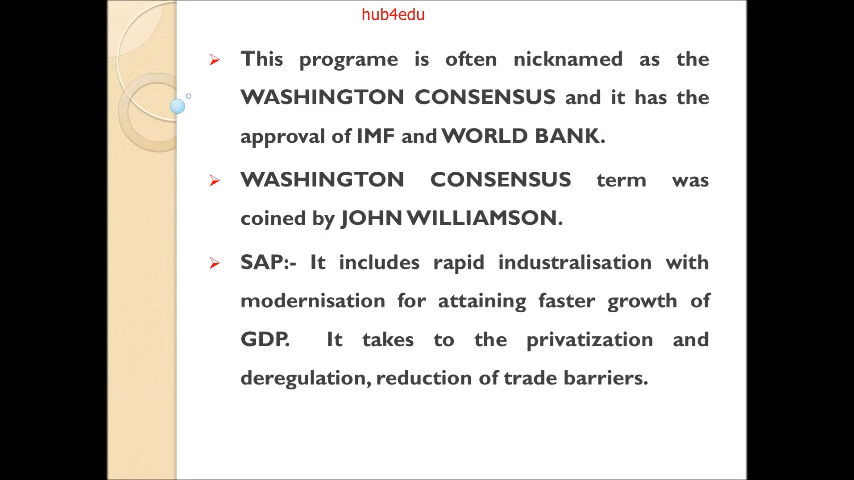 hub4edu
This programe is often nicknamed as the
WASHINGTON CONSENSUS and it has the
approval of IMF and WORLD BANK.
WASHINGTON CONSENSUS term was
coined by JOHN WILLIAMSON.
SAP:- It includes rapid industralisation with
modernisation for attaining faster growth of
GDP. It takes to the privatization and
deregulation, reduction of trade barriers.